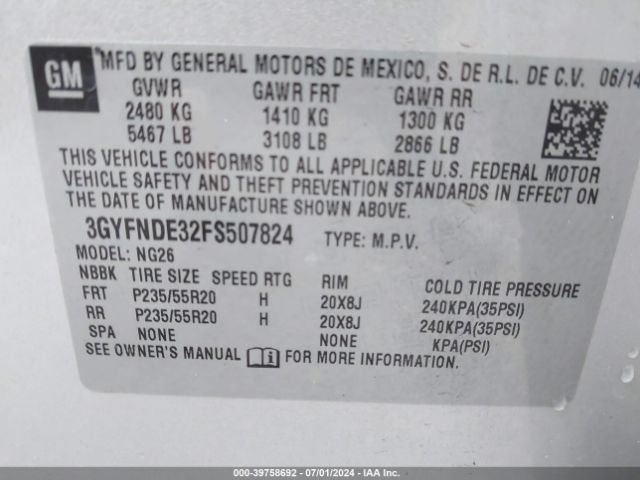 GM MFD BY GENERAL MOTORS DE MEXICO, S. DE R.L. DE C.V. 06/14
GVWR GAWR FRT GAWR RR
2480 KG 1410 KG 1300 KG
5467 LB 3108 LB 2866 LB
THIS VEHICLE CONFORMS TO ALL APPLICABLE U.S. FEDERAL MOTOR
VEHICLE SAFETY AND THEFT PREVENTION STANDARDS IN EFFECT ON
THE DATE OF MANUFACTURE SHOWN ABOVE.
3GYFNDE32FS507824 TYPE: M.P.V.
MODEL: NG26
NBBK TIRE SIZE SPEED RTG RIM COLD TIRE PRESSURE
FRT P235/55R20 H 20X8J 240KPA(35PSI)
RR P235/55R20 H 20X8J 240KPA(35PSI)
SPA NONE NONE KPA(PSI)
SEE OWNER'S MANUAL FOR MORE INFORMATION.
000-39758692 - 07/01/2024 - IAAI.com